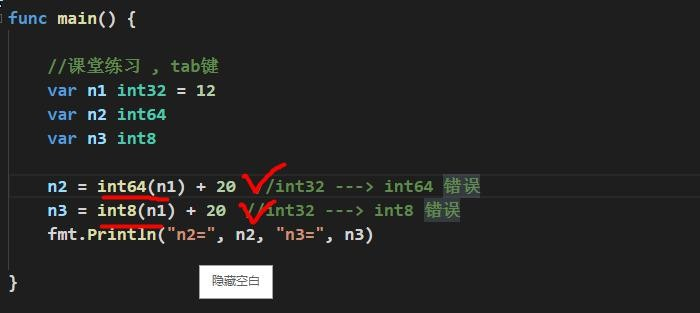 func main() {
//课堂练习 , tab键
var n1 int32 = 12
var n2 int64
var n3 int8
n2 = int64(n1) + 20 //int32 ---> int64 错误
n3 = int8(n1) + 20 //int32 ---> int8 错误
fmt.Println("n2=", n2, "n3=", n3)
隐藏空白
}